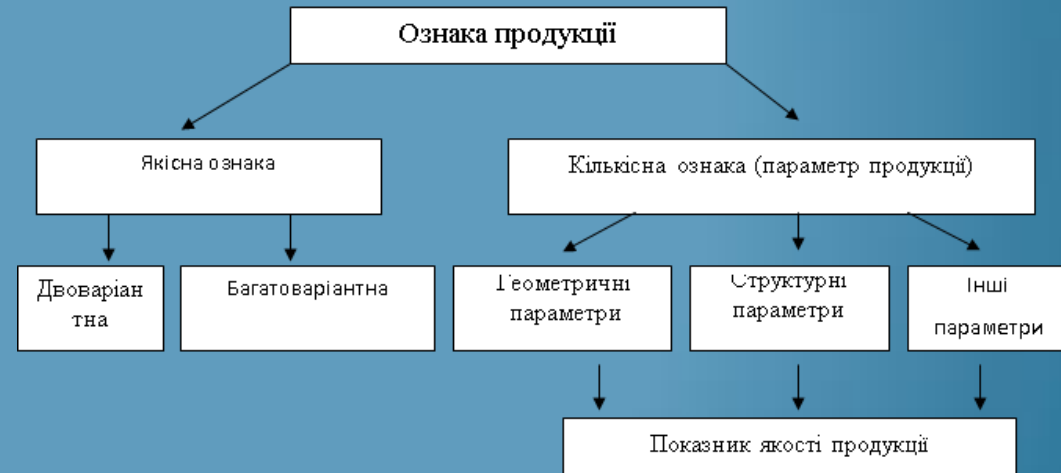 Ознака продукції
Якісна ознака
Кількісна ознака (параметр продукції)
Двоваріан
тна
Багатоваріантна
Геометричні
параметри
Структурні
параметри
Інші
параметри
Показник якості продукції